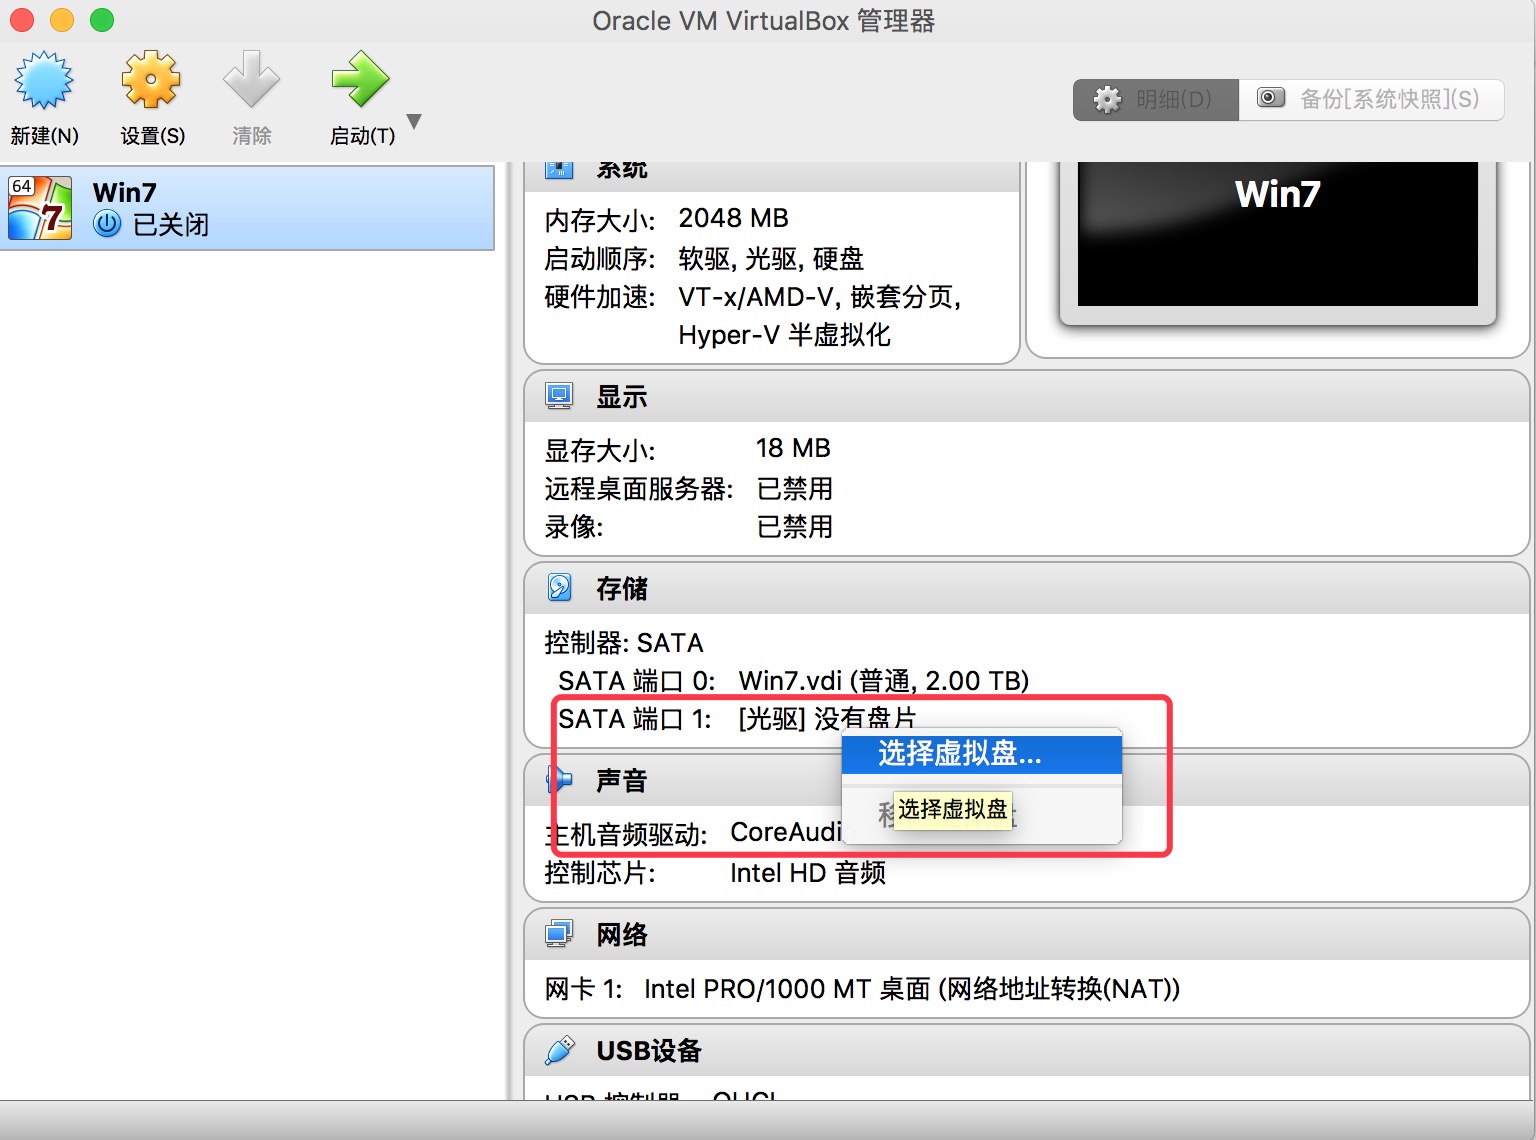 Oracle VM VirtualBox 管理器
新建(N)
设置(S)
清除
启动(T)
明细(D)
备份[系统快照](S)
64
7
Win7
已关闭
系统
内存大小: 2048 MB
启动顺序: 软驱, 光驱, 硬盘
硬件加速: VT-x/AMD-V, 嵌套分页,
Hyper-V 半虚拟化
Win7
显示
显存大小: 18 MB
远程桌面服务器: 已禁用
录像: 已禁用
存储
控制器: SATA
SATA 端口 0: Win7.vdi (普通, 2.00 TB)
SATA 端口 1: [光驱] 没有盘片
选择虚拟盘...
选择虚拟盘
声音
主机音频驱动: CoreAudi
控制芯片: Intel HD 音频
网络
网卡 1: Intel PRO/1000 MT 桌面 (网络地址转换(NAT))
USB设备
USB 控制器 OHCI